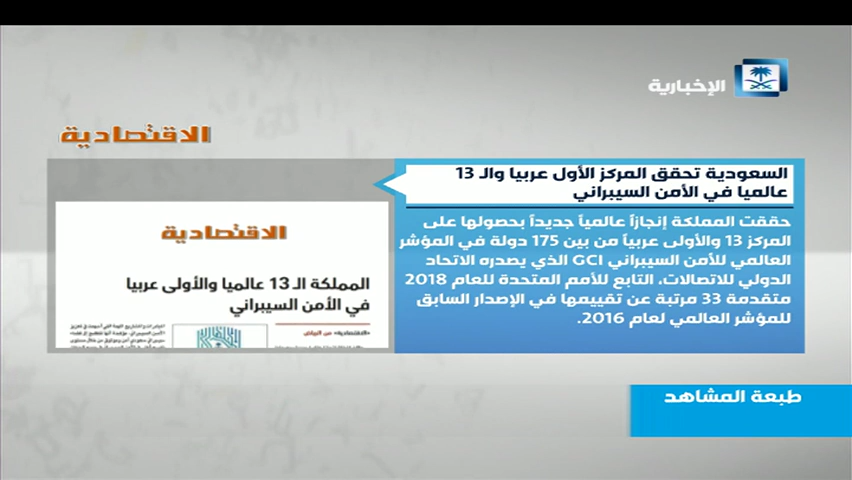 الإخبارية
الاقتصادية
السعودية تحقق المركز الأول عربيا والـ 13
عالميا في الأمن السيبراني
حققت المملكة إنجازاً عالمياً جديداً بحصولها على
المركز 13 والأولى عربياً من بين 175 دولة في المؤشر
العالمي للأمن السيبراني GCI الذي يصدره الاتحاد
الدولي للاتصالات، التابع للأمم المتحدة للعام 2018
متقدمة 33 مرتبة عن تقييمها في الإصدار السابق
للمؤشر العالمي لعام 2016.
الاقتصادية
المملكة الـ 13 عالميا والأولى عربيا
في الأمن السيبراني
«الاقتصادية» من الرياض
طبعة المشاهد